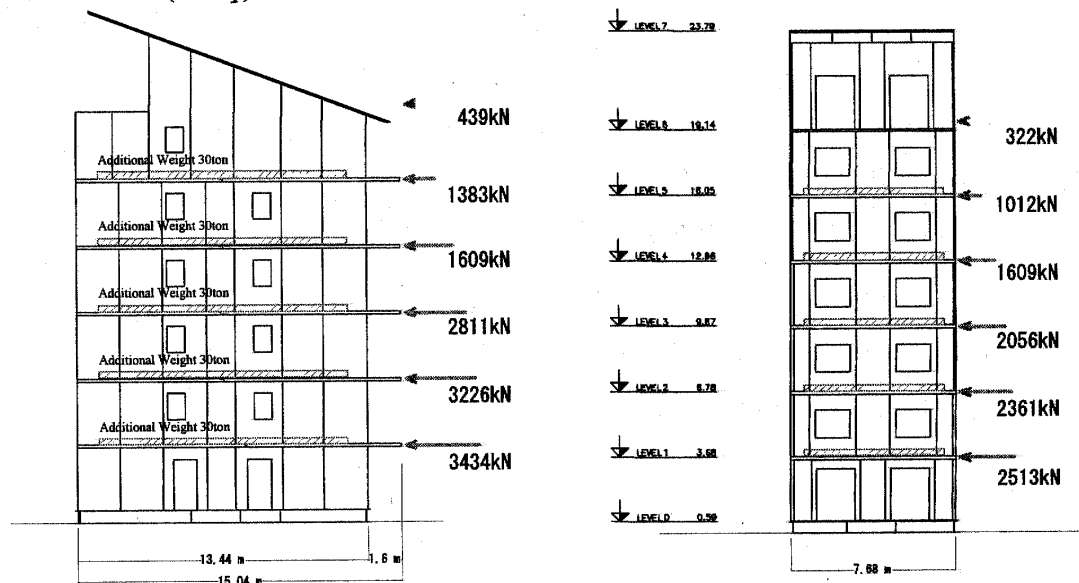 439kN
Additional Weight 30ton
1383kN
Additional Weight 30ton
1609kN
Additional Weight 30ton
2811kN
Additional Weight 30ton
3226kN
Additional Weight 30ton
3434kN
13,44 m
1,6 m
15,04 m
LEVEL 7 23.79
LEVEL 6 19.14
LEVEL 5 16.05
LEVEL 4 12.96
LEVEL 3 9.87
LEVEL 2 6.78
LEVEL 1 3.68
LEVEL 0 0.59
322kN
1012kN
1609kN
2056kN
2361kN
2513kN
7,68 m